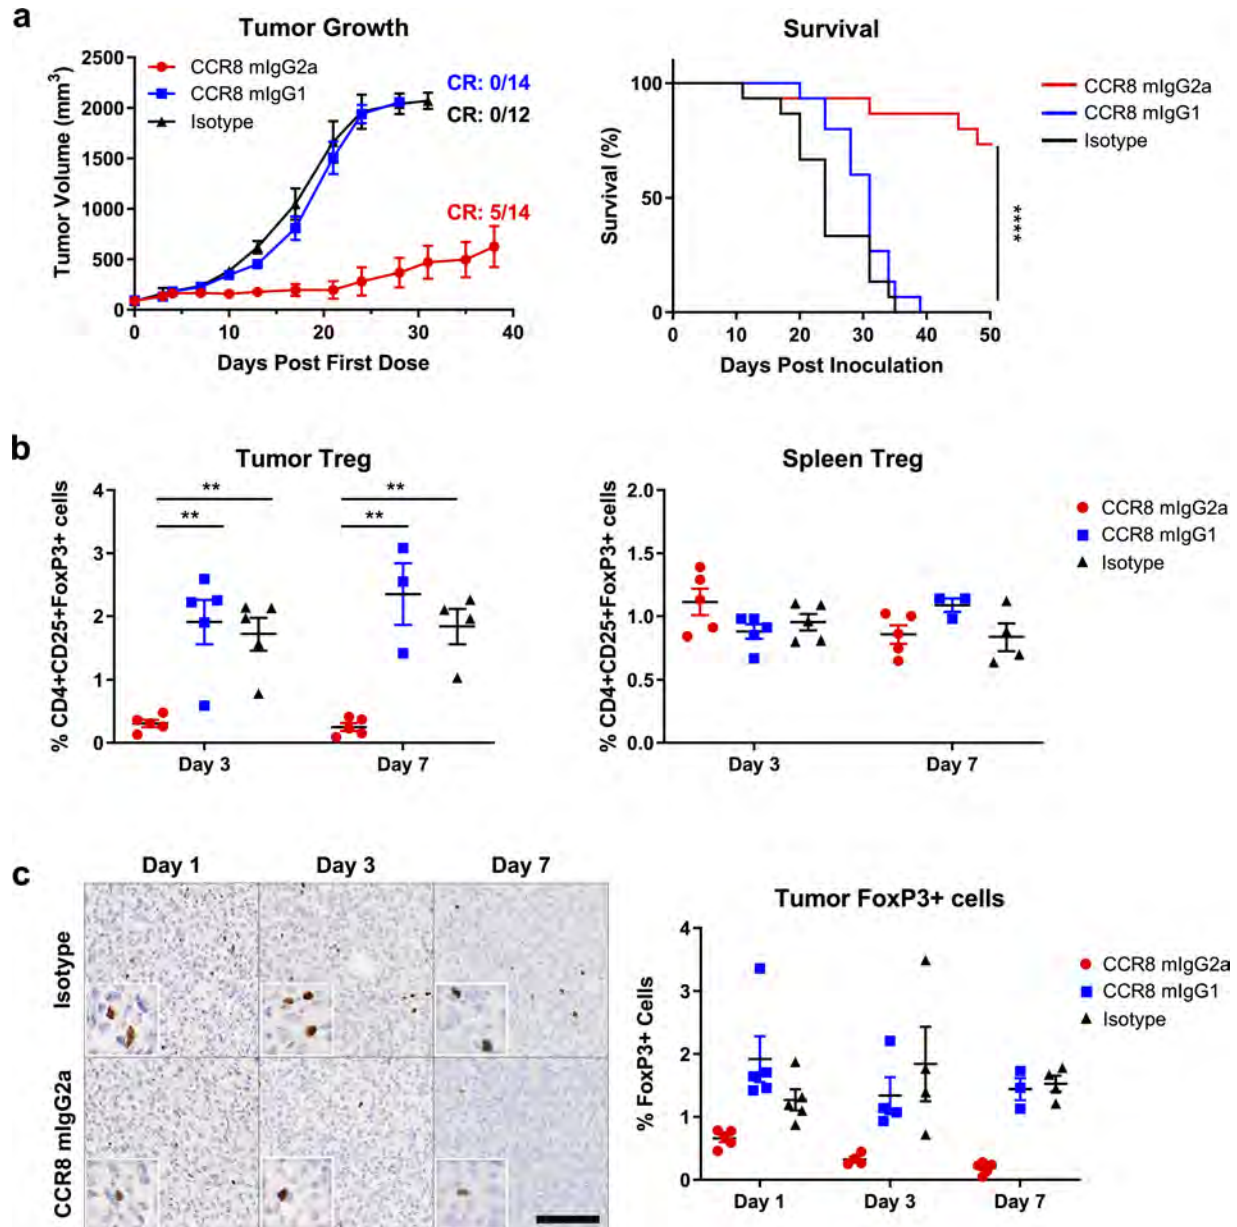 a
Tumor Growth
Tumor Volume (mm³)
2500
2000
1500
1000
500
0
0 10 20 30 40
Days Post First Dose
CCR8 mIgG2a
CCR8 mIgG1
Isotype
CR: 0/14
CR: 0/12
CR: 5/14
Survival
Survival (%)
100
50
0
0 10 20 30 40 50
Days Post Inoculation
****
CCR8 mIgG2a
CCR8 mIgG1
Isotype
b
Tumor Treg
% CD4+CD25+FoxP3+ cells
4
3
2
1
0
** **
** **
Day 3 Day 7
Spleen Treg
% CD4+CD25+FoxP3+ cells
2.0
1.5
1.0
0.5
0.0
Day 3 Day 7
CCR8 mIgG2a
CCR8 mIgG1
Isotype
c
Day 1 Day 3 Day 7
Isotype
CCR8 mIgG2a
Tumor FoxP3+ cells
% FoxP3+ Cells
4
3
2
1
0
Day 1 Day 3 Day 7
CCR8 mIgG2a
CCR8 mIgG1
Isotype